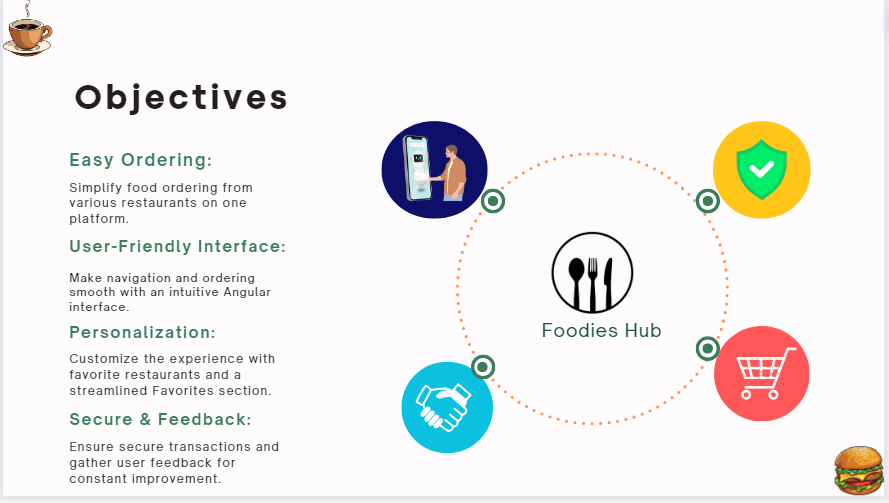 Objectives
Easy Ordering:
Simplify food ordering from
various restaurants on one
platform.
User-Friendly Interface:
Make navigation and ordering
smooth with an intuitive Angular
interface.
Personalization:
Customize the experience with
favorite restaurants and a
streamlined Favorites section.
Secure & Feedback:
Ensure secure transactions and
gather user feedback for
constant improvement.
Foodies Hub